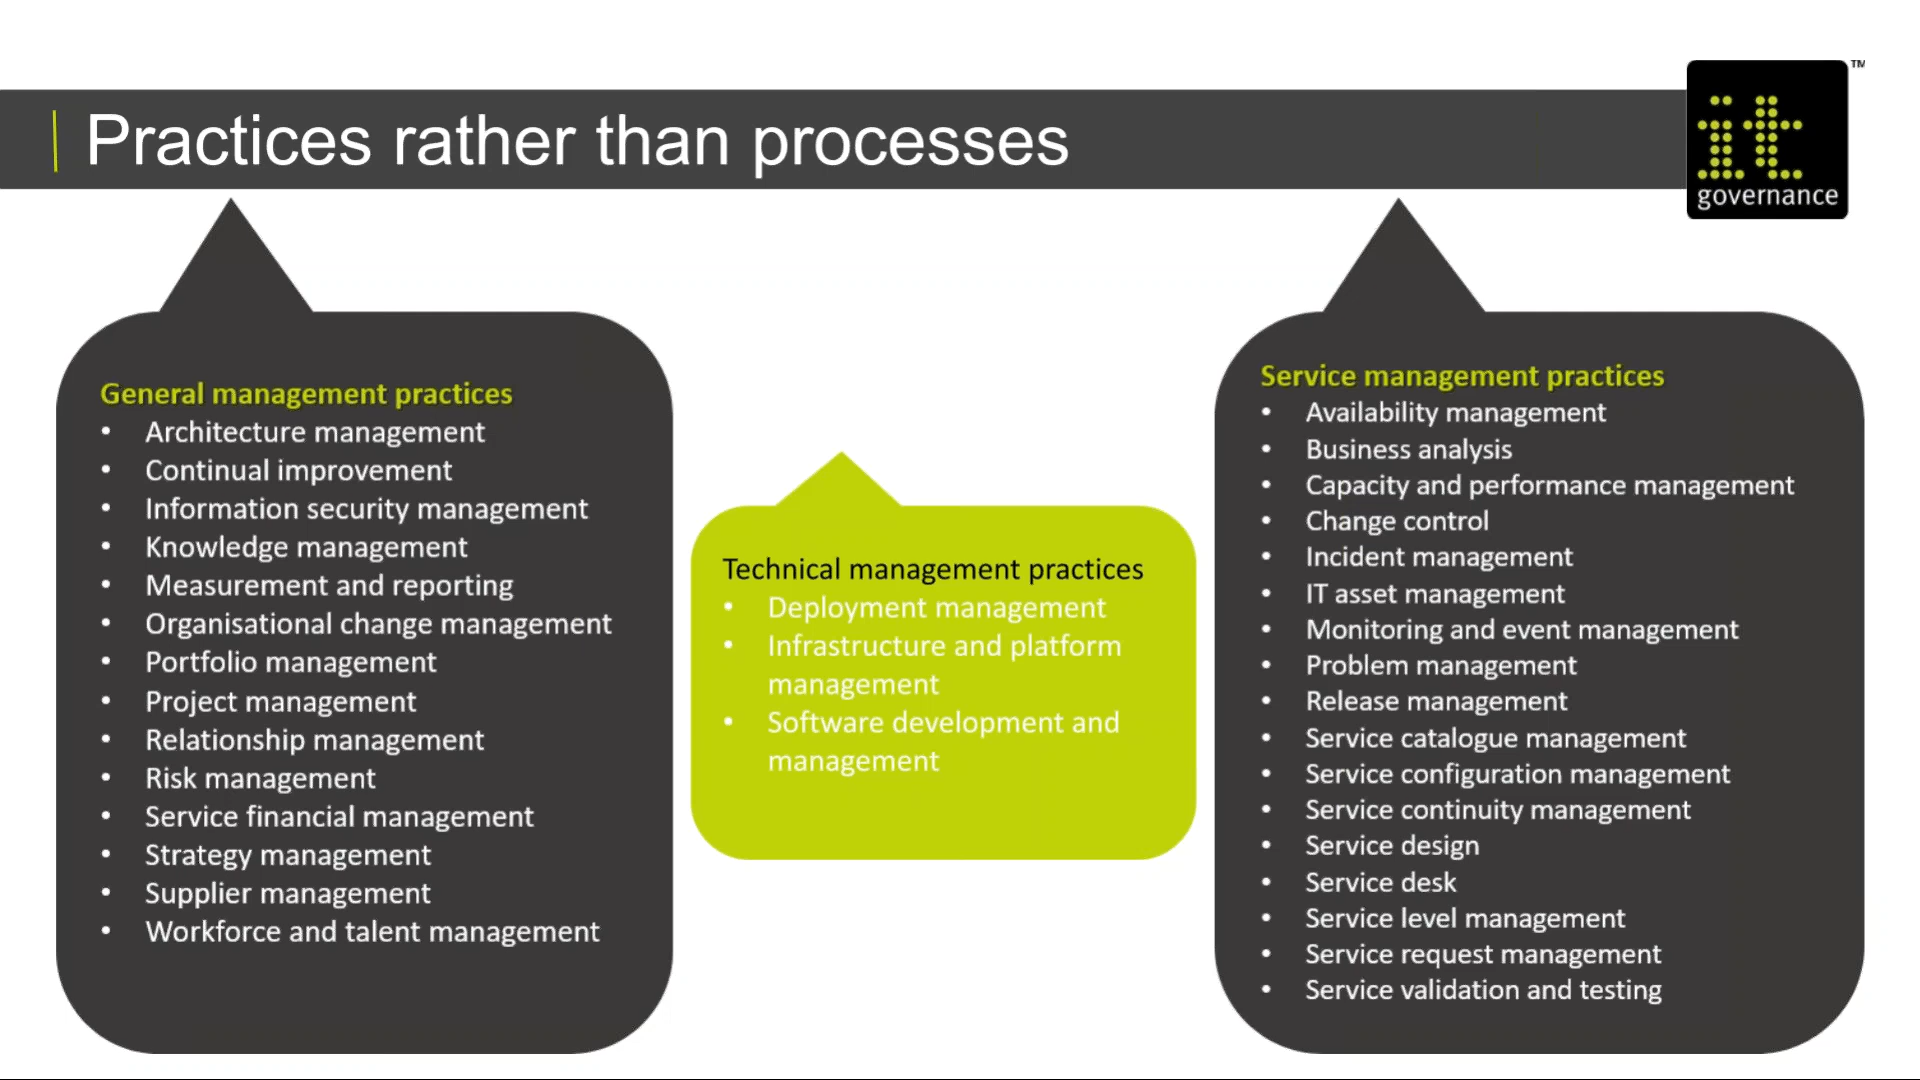 Practices rather than processes
TM
it
governance
General management practices
• Architecture management
• Continual improvement
• Information security management
• Knowledge management
• Measurement and reporting
• Organisational change management
• Portfolio management
• Project management
• Relationship management
• Risk management
• Service financial management
• Strategy management
• Supplier management
• Workforce and talent management
Technical management practices
• Deployment management
• Infrastructure and platform
management
• Software development and
management
Service management practices
• Availability management
• Business analysis
• Capacity and performance management
• Change control
• Incident management
• IT asset management
• Monitoring and event management
• Problem management
• Release management
• Service catalogue management
• Service configuration management
• Service continuity management
• Service design
• Service desk
• Service level management
• Service request management
• Service validation and testing